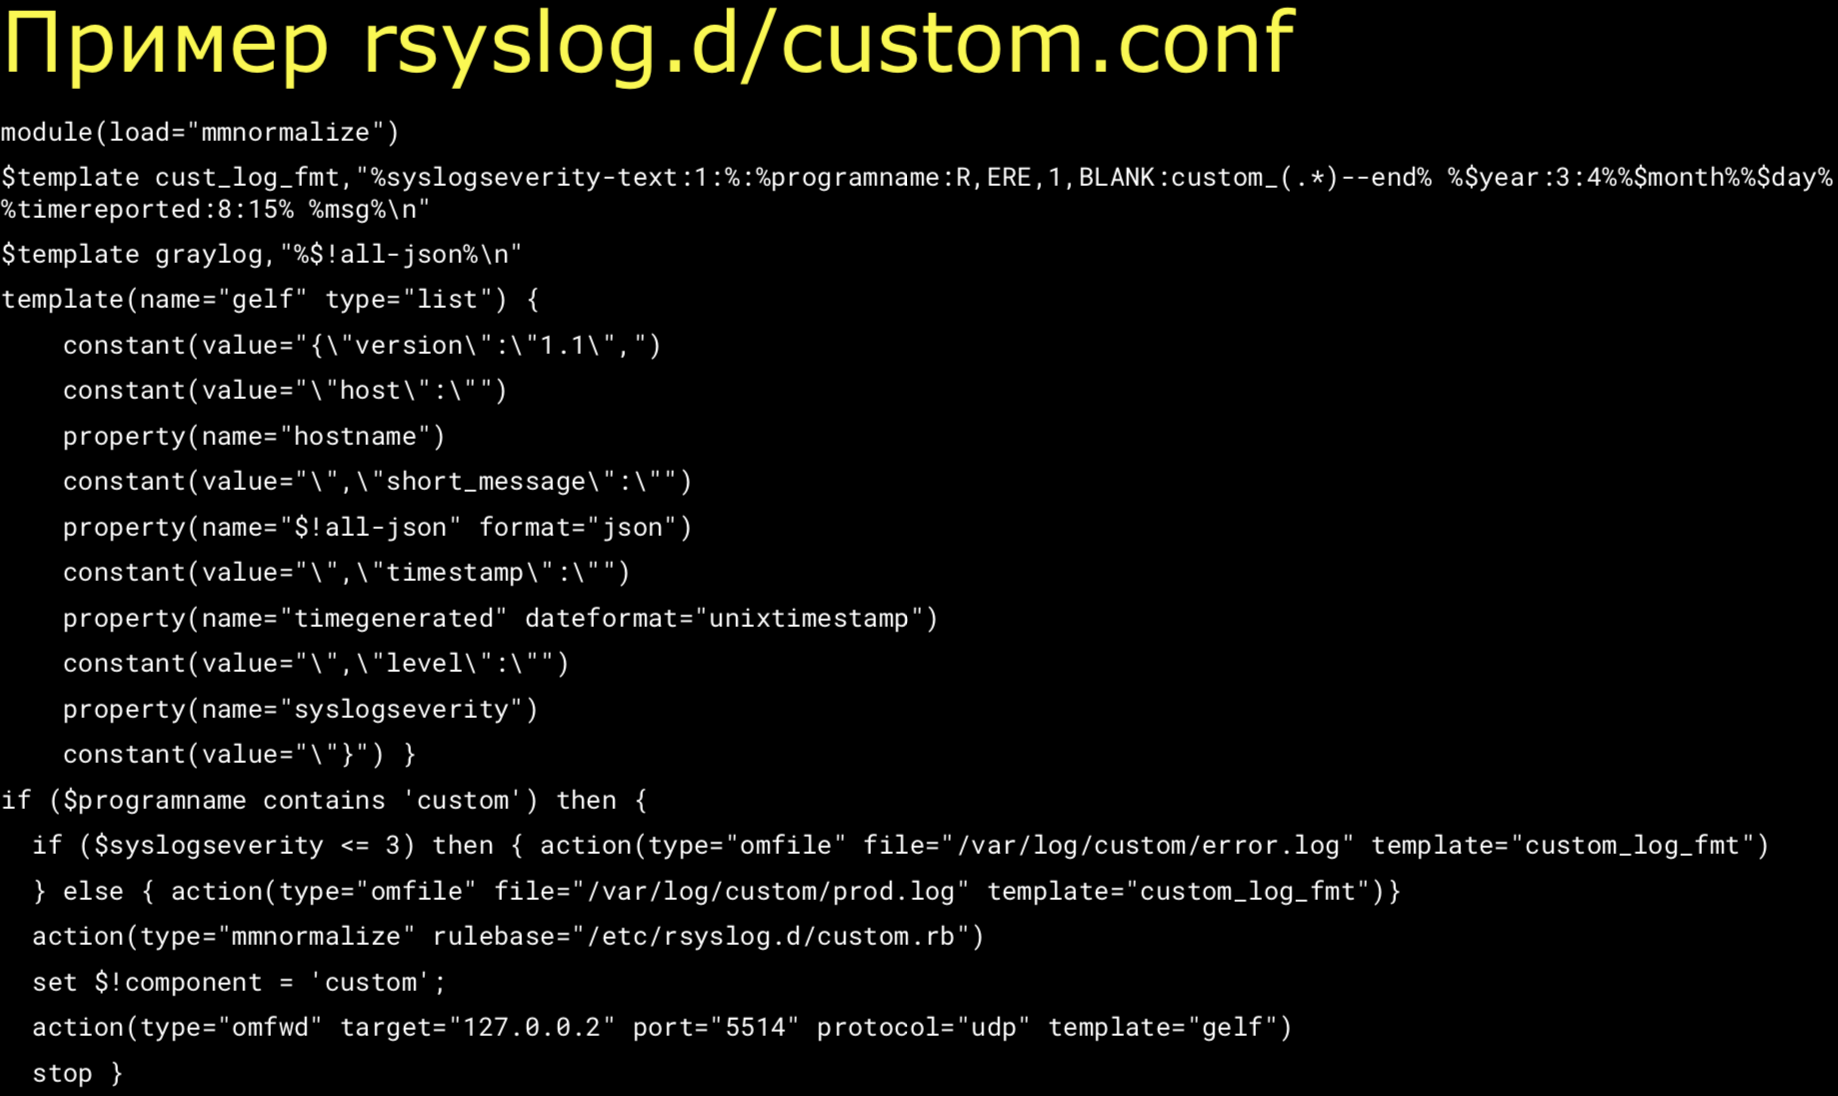 Пример rsyslog.d/custom.conf
module(load="mmnormalize")
$template cust_log_fmt,"%syslogseverity-text:1:%:%programname:R,ERE,1,BLANK:custom_(.*)--end% %$year:3:4%%$month%%$day%
%timereported:8:15% %msg%\n"
$template graylog,"%$!all-json%\n"
template(name="gelf" type="list") {
    constant(value="{\"version\":\"1.1\",")
    constant(value="\"host\":\"")
    property(name="hostname")
    constant(value="\",\"short_message\":\"")
    property(name="$!all-json" format="json")
    constant(value="\",\"timestamp\":\"")
    property(name="timegenerated" dateformat="unixtimestamp")
    constant(value="\",\"level\":\"")
    property(name="syslogseverity")
    constant(value="\"}") }
if ($programname contains 'custom') then {
  if ($syslogseverity <= 3) then { action(type="omfile" file="/var/log/custom/error.log" template="custom_log_fmt")
  } else { action(type="omfile" file="/var/log/custom/prod.log" template="custom_log_fmt")}
  action(type="mmnormalize" rulebase="/etc/rsyslog.d/custom.rb")
  set $!component = 'custom';
  action(type="omfwd" target="127.0.0.2" port="5514" protocol="udp" template="gelf")
  stop }